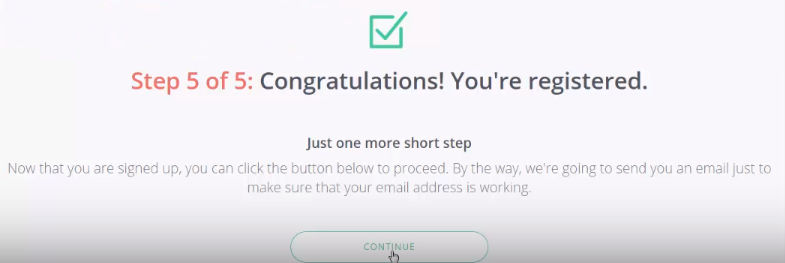 Step 5 of 5: Congratulations! You're registered.
Just one more short step
Now that you are signed up, you can click the button below to proceed. By the way, we're going to send you an email just to
make sure that your email address is working.
CONTINUE